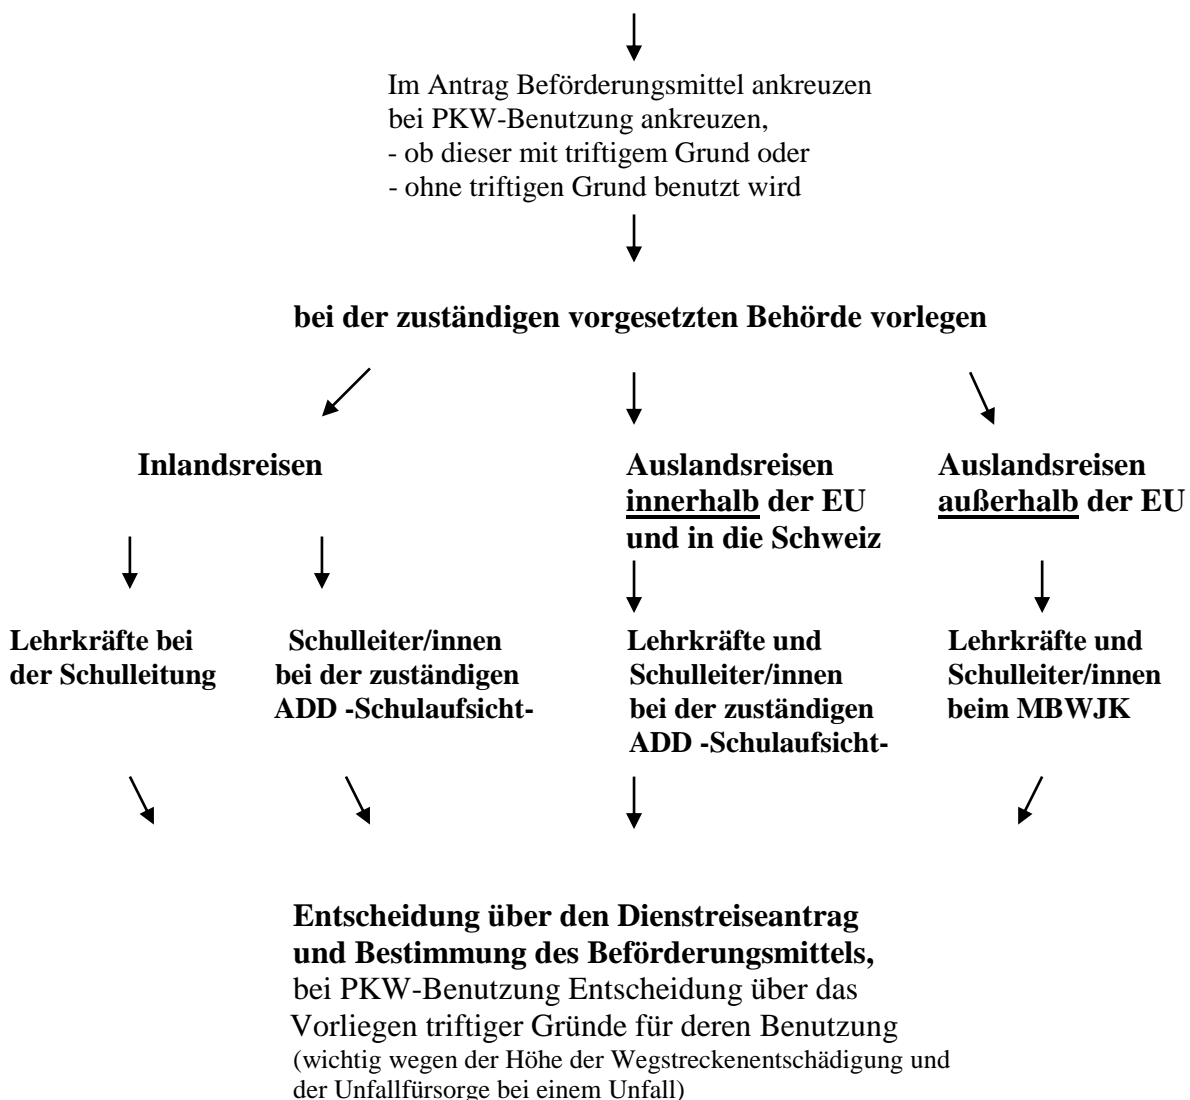 Im Antrag Beförderungsmittel ankreuzen
bei PKW-Benutzung ankreuzen,
- ob dieser mit triftigem Grund oder
- ohne triftigen Grund benutzt wird
bei der zuständigen vorgesetzten Behörde vorlegen
Inlandsreisen
Auslandsreisen
innerhalb der EU
und in die Schweiz
Auslandsreisen
außerhalb der EU
Lehrkräfte bei
der Schulleitung
Schulleiter/innen
bei der zuständigen
ADD -Schulaufsicht-
Lehrkräfte und
Schulleiter/innen
bei der zuständigen
ADD -Schulaufsicht-
Lehrkräfte und
Schulleiter/innen
beim MBWJK
Entscheidung über den Dienstreiseantrag
und Bestimmung des Beförderungsmittels,
bei PKW-Benutzung Entscheidung über das
Vorliegen triftiger Gründe für deren Benutzung
(wichtig wegen der Höhe der Wegstreckenentschädigung und
der Unfallfürsorge bei einem Unfall)